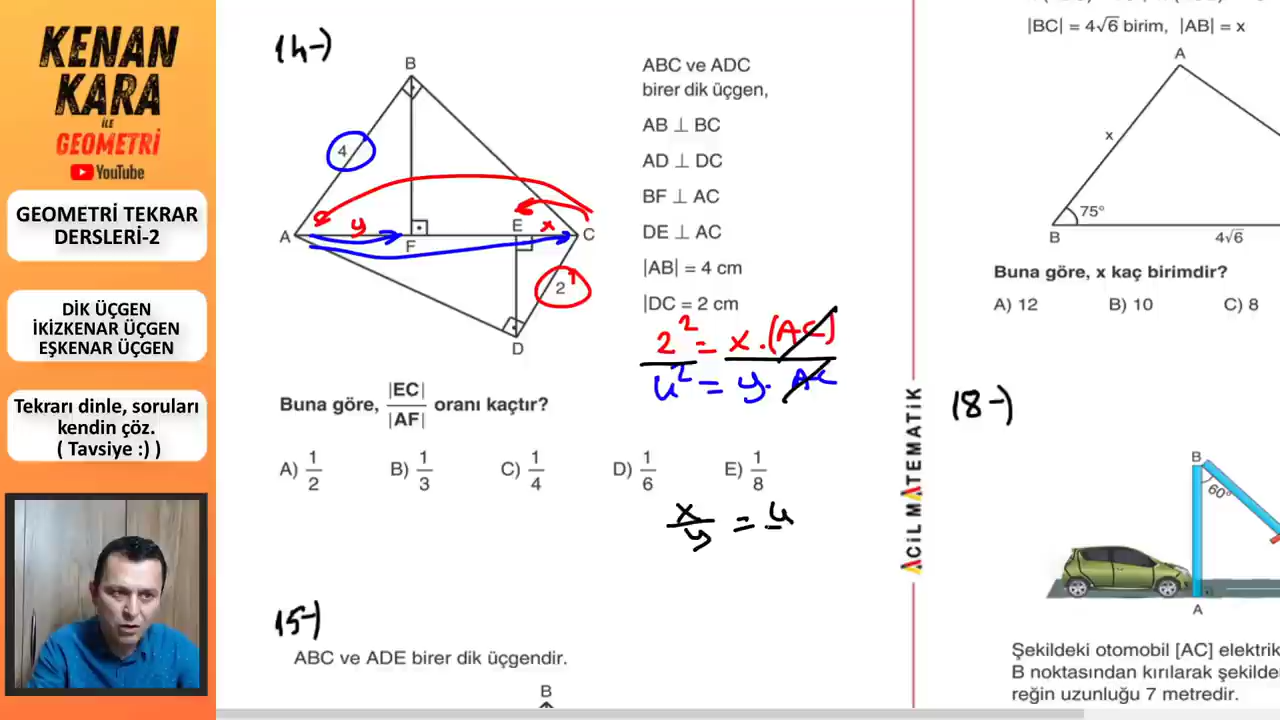 KENAN
KARA
İLE
GEOMETRİ
YouTube
GEOMETRİ TEKRAR
DERSLERİ-2
DİK ÜÇGEN
İKİZKENAR ÜÇGEN
EŞKENAR ÜÇGEN
Tekrarı dinle, soruları
kendin çöz.
( Tavsiye :) )
14-)
B
4
A
y
F
E
x
C
2
D
ABC ve ADC
birer dik üçgen,
AB ⊥ BC
AD ⊥ DC
BF ⊥ AC
DE ⊥ AC
|AB| = 4 cm
|DC = 2 cm
2² = x.(AC)
4² = y. AC
Buna göre, |EC| / |AF| oranı kaçtır?
A) 1/2 B) 1/3 C) 1/4 D) 1/6 E) 1/8
x/y = 4
15-)
ABC ve ADE birer dik üçgendir.
B
ACİL MATEMATİK
|BC| = 4√6 birim, |AB| = x
A
x
75°
B
4√6
Buna göre, x kaç birimdir?
A) 12 B) 10 C) 8
18-)
B
60°
A
Şekildeki otomobil [AC] elektrik
B noktasından kırılarak şekilde
reğin uzunluğu 7 metredir.